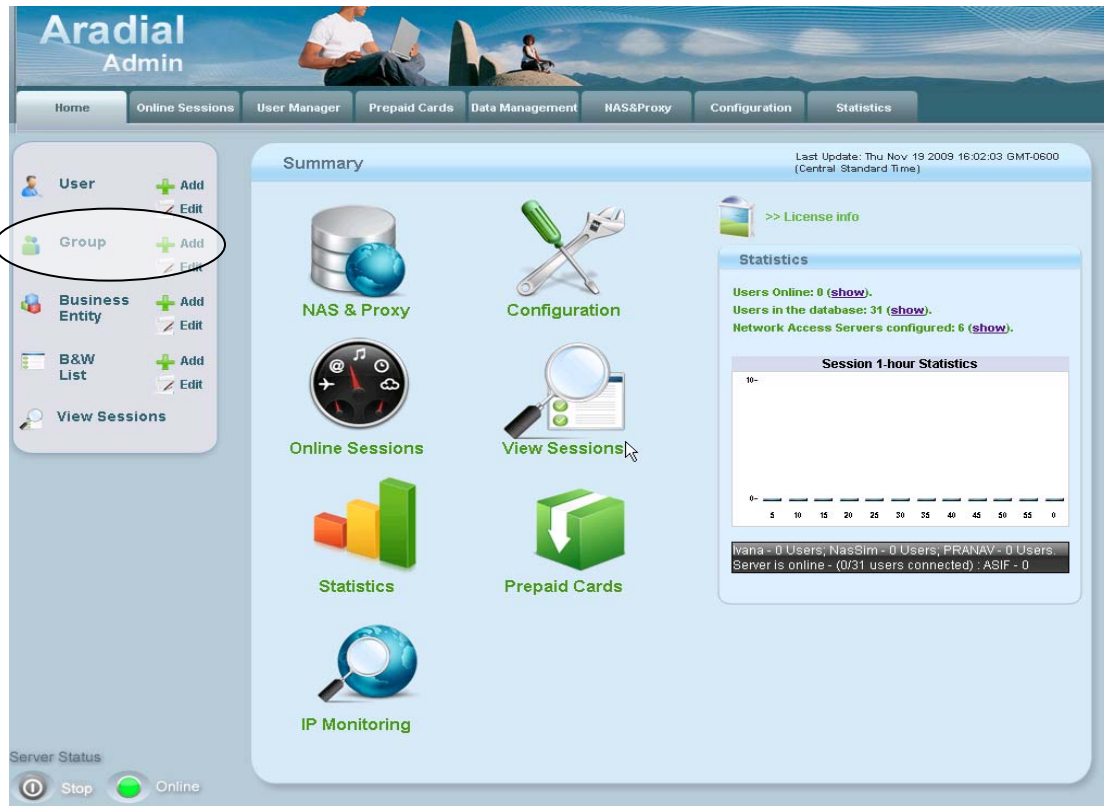 Aradial
Admin
Home Online Sessions User Manager Prepaid Cards Data Management NAS&Proxy Configuration Statistics
User
Add
Edit
Group
Add
Edit
Business
Entity
Add
Edit
B&W
List
Add
Edit
View Sessions
Summary
Last Update: Thu Nov 19 2009 16:02:03 GMT-0600
(Central Standard Time)
NAS & Proxy
Configuration
Online Sessions
View Sessions
Statistics
Prepaid Cards
IP Monitoring
>> License info
Statistics
Users Online: 0 (show).
Users in the database: 31 (show).
Network Access Servers configured: 6 (show).
Session 1-hour Statistics
10-
0-
5 10 15 20 25 30 35 40 45 50 55 0
Ivana - 0 Users; NasSim - 0 Users; PRANAV - 0 Users.
Server is online - (0/31 users connected) : ASIF - 0
Server Status
Stop Online